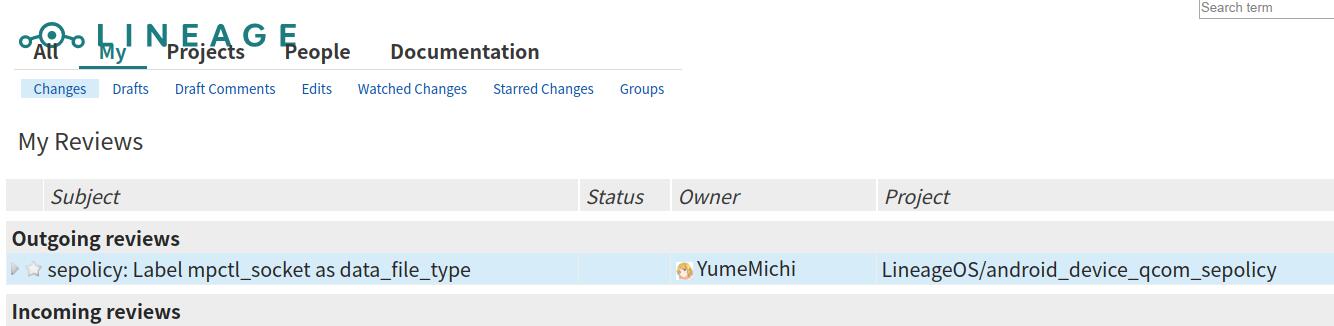 Search term
LINEAGE
All My Projects People Documentation
Changes Drafts Draft Comments Edits Watched Changes Starred Changes Groups
My Reviews
Subject Status Owner Project
Outgoing reviews
sepolicy: Label mpctl_socket as data_file_type YumeMichi LineageOS/android_device_qcom_sepolicy
Incoming reviews